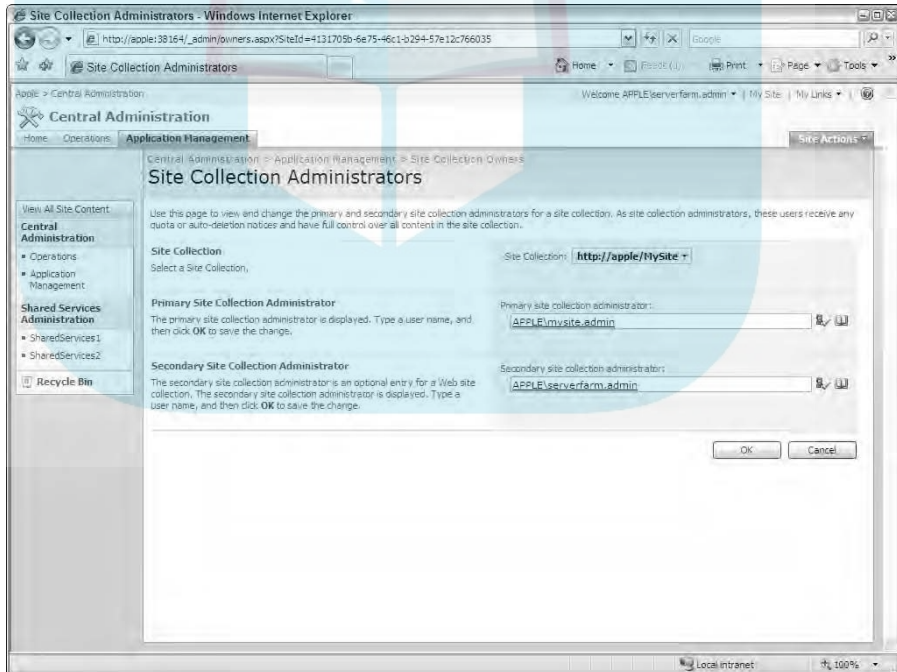 Site Collection Administrators - Windows Internet Explorer
http://apple:38164/_admin/owners.aspx?SiteId=4131705b-6e75-46c1-b294-57e12c766035
Google
Site Collection Administrators
Home
Print
Page
Tools
Apple > Central Administration
Welcome APPLE\serverfarm.admin
My Site
My Links
Central Administration
Home
Operations
Application Management
Site Actions
Central Administration > Application Management > Site Collection Owners
Site Collection Administrators
View All Site Content
Central
Administration
Operations
Application
Management
Shared Services
Administration
SharedServices1
SharedServices2
Recycle Bin
Use this page to view and change the primary and secondary site collection administrators for a site collection. As site collection administrators, these users receive any
quota or auto-deletion notices and have full control over all content in the site collection.
Site Collection
Select a Site Collection.
Site Collection: http://apple/MySite
Primary Site Collection Administrator
The primary site collection administrator is displayed. Type a user name, and
then click OK to save the change.
Primary site collection administrator:
APPLE\mysite.admin
Secondary Site Collection Administrator
The secondary site collection administrator is an optional entry for a Web site
collection. The secondary site collection administrator is displayed. Type a
user name, and then click OK to save the change.
Secondary site collection administrator:
APPLE\serverfarm.admin
OK
Cancel
Local intranet
100%